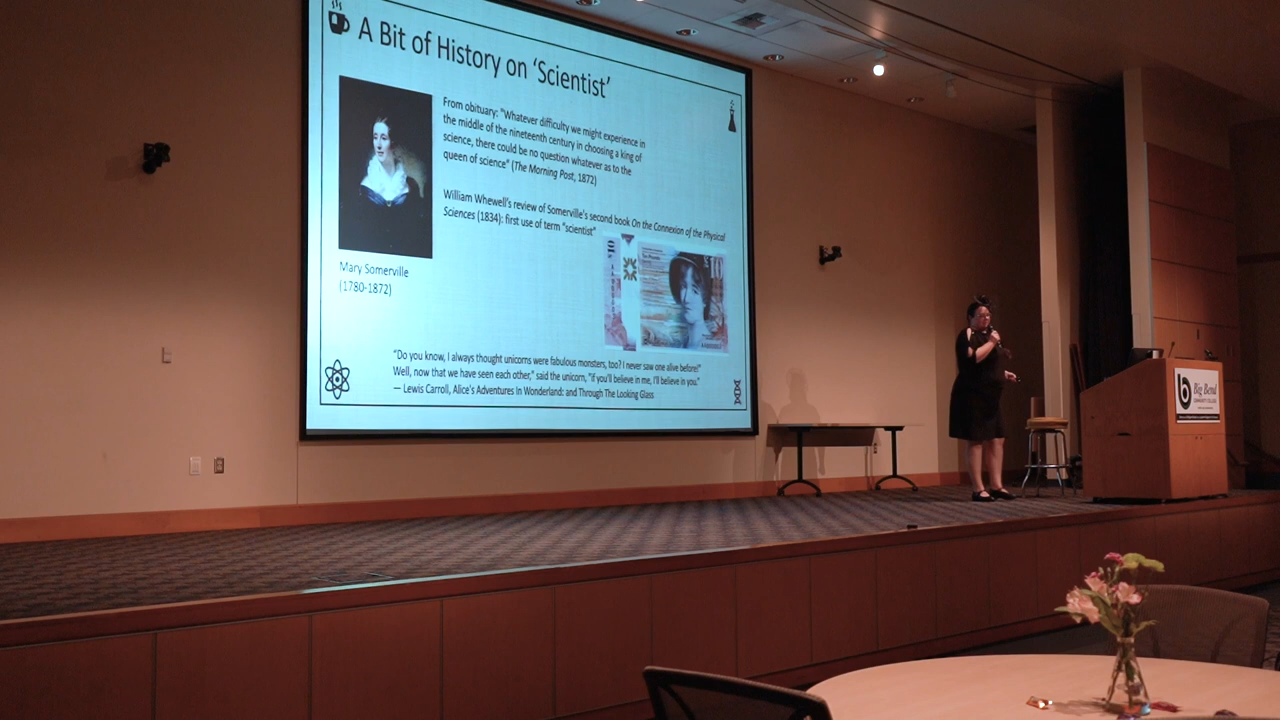 A Bit of History on ‘Scientist’
From obituary: “Whatever difficulty we might experience in
the middle of the nineteenth century in choosing a king of
science, there could be no question whatever as to the
queen of science” (The Morning Post, 1872)
William Whewell’s review of Somerville’s second book On the Connexion of the Physical
Sciences (1834): first use of term “scientist”
Mary Somerville
(1780-1872)
“Do you know, I always thought unicorns were fabulous monsters, too? I never saw one alive before!”
Well, now that we have seen each other,” said the unicorn, “if you’ll believe in me, I’ll believe in you.”
— Lewis Carroll, Alice’s Adventures In Wonderland: and Through The Looking Glass
Big Bend
COMMUNITY COLLEGE